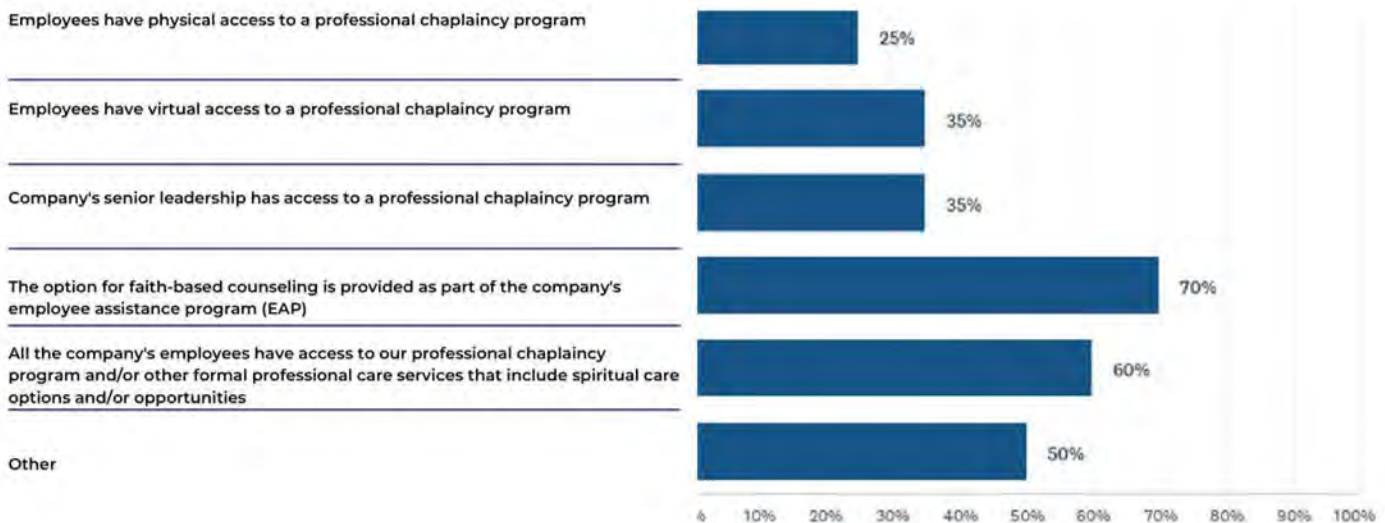 Employees have physical access to a professional chaplaincy program
25%
Employees have virtual access to a professional chaplaincy program
35%
Company's senior leadership has access to a professional chaplaincy program
35%
The option for faith-based counseling is provided as part of the company's
employee assistance program (EAP)
70%
All the company's employees have access to our professional chaplaincy
program and/or other formal professional care services that include spiritual care
options and/or opportunities
60%
Other
50%
% 10% 20% 30% 40% 50% 60% 70% 80% 90% 100%